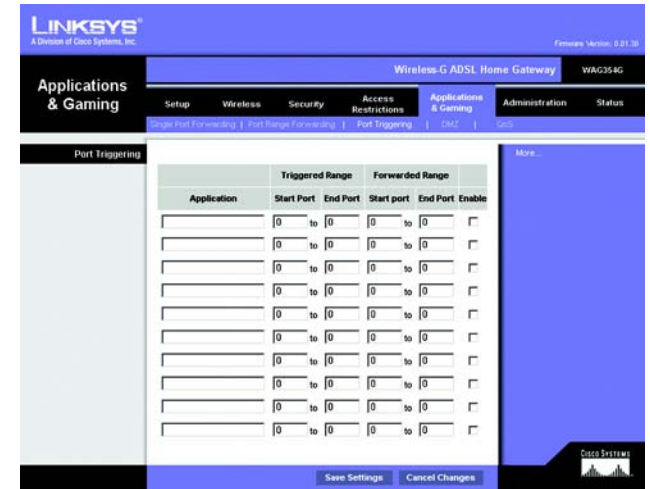 LINKSYS®
A Division of Cisco Systems, Inc.
Firmware Version: 0.01.30
Wireless-G ADSL Home Gateway WAG354G
Applications & Gaming
Setup Wireless Security Access Restrictions Applications & Gaming Administration Status
Single Port Forwarding | Port Range Forwarding | Port Triggering | DMZ | QoS
Port Triggering
More...
Triggered Range Forwarded Range
Application Start Port End Port Start port End Port Enable
0 to 0 0 to 0
0 to 0 0 to 0
0 to 0 0 to 0
0 to 0 0 to 0
0 to 0 0 to 0
0 to 0 0 to 0
0 to 0 0 to 0
0 to 0 0 to 0
0 to 0 0 to 0
0 to 0 0 to 0
Save Settings Cancel Changes
CISCO SYSTEMS